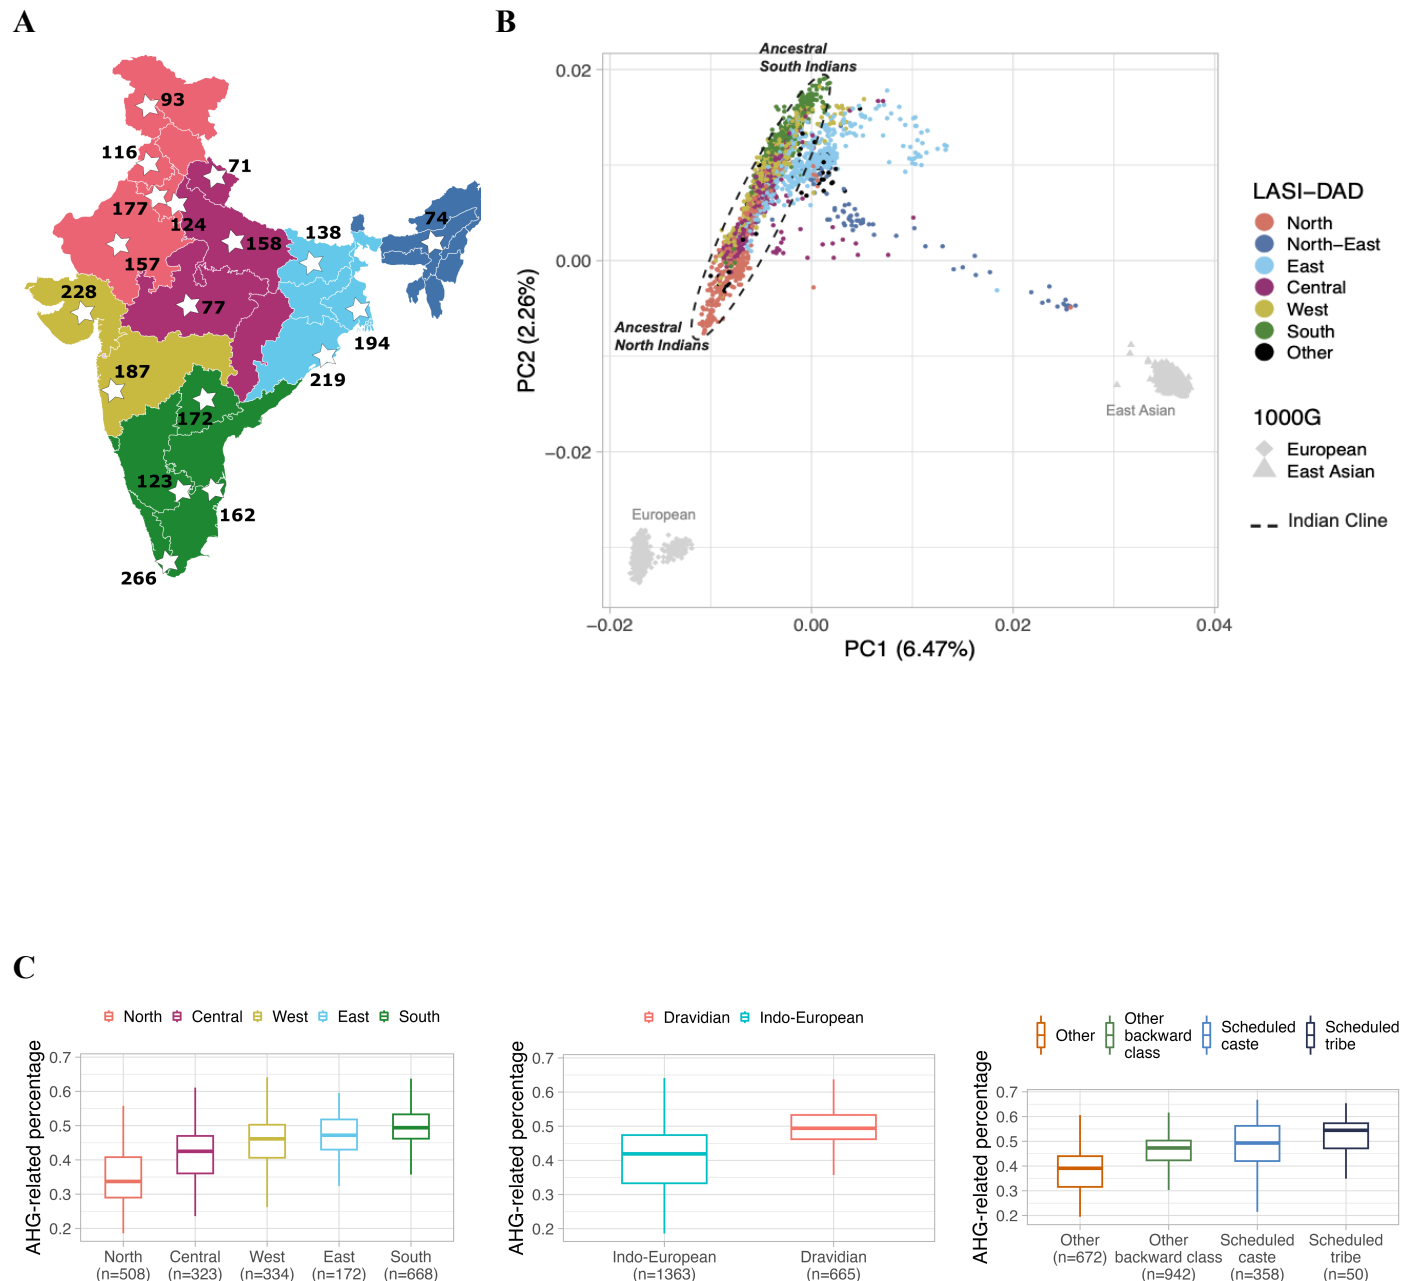 A
93
116
71
177
124
74
158
138
157
228
77
194
187
219
172
123
162
266
B
Ancestral
South Indians
0.02
0.00
−0.02
PC2 (2.26%)
Ancestral
North Indians
East Asian
European
−0.02
0.00
0.02
0.04
PC1 (6.47%)
LASI−DAD
North
North−East
East
Central
West
South
Other
1000G
European
East Asian
Indian Cline
C
North
Central
West
East
South
AHG-related percentage
0.7
0.6
0.5
0.4
0.3
0.2
North
(n=508)
Central
(n=323)
West
(n=334)
East
(n=172)
South
(n=668)
Dravidian
Indo-European
AHG-related percentage
0.7
0.6
0.5
0.4
0.3
0.2
Indo-European
(n=1363)
Dravidian
(n=665)
Other
Other
backward
class
Scheduled
caste
Scheduled
tribe
AHG-related percentage
0.7
0.6
0.5
0.4
0.3
0.2
Other
(n=672)
Other
backward class
(n=942)
Scheduled
caste
(n=358)
Scheduled
tribe
(n=50)